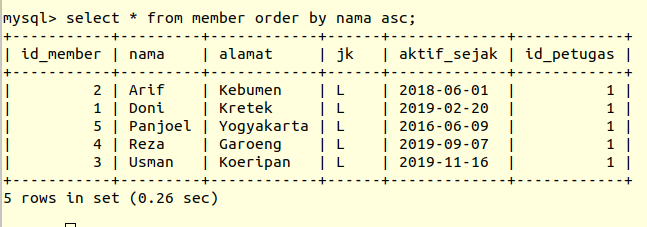 mysql> select * from member order by nama asc;
+-----------+---------+------------+------+-------------+------------+
| id_member | nama    | alamat     | jk   | aktif_sejak | id_petugas |
+-----------+---------+------------+------+-------------+------------+
|         2 | Arif    | Kebumen    | L    | 2018-06-01  |          1 |
|         1 | Doni    | Kretek     | L    | 2019-02-20  |          1 |
|         5 | Panjoel | Yogyakarta | L    | 2016-06-09  |          1 |
|         4 | Reza    | Garoeng    | L    | 2019-09-07  |          1 |
|         3 | Usman   | Koeripan   | L    | 2019-11-16  |          1 |
+-----------+---------+------------+------+-------------+------------+
5 rows in set (0.26 sec)